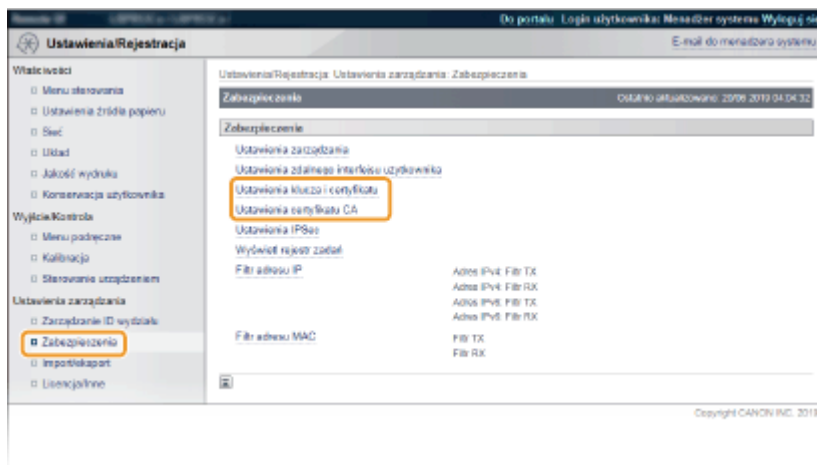 Do portalu Login użytkownika: Menadżer systemu Wyloguj się
Ustawienia/Rejestracja
E-mail do menadżera systemu
Właściwości
Menu sterowania
Ustawienia źródła papieru
Sieć
Układ
Jakość wydruku
Konserwacja użytkownika
Wyjście/Kontrola
Menu podręczne
Kalibracja
Sterowanie urządzeniem
Ustawienia zarządzania
Zarządzanie ID wydziału
Zabezpieczenia
Import/eksport
Licencja/Inne
Ustawienia/Rejestracja: Ustawienia zarządzania: Zabezpieczenia
Zabezpieczenia
Ostatnio aktualizowano: 20/06 2019 04:04:32
Zabezpieczenia
Ustawienia zarządzania
Ustawienia zdalnego interfejsu użytkownika
Ustawienia klucza i certyfikatu
Ustawienia certyfikatu CA
Ustawienia IPSec
Wyświetl rejestr zadań
Filtr adresu IP
Adres IPv4: Filtr TX
Adres IPv4: Filtr RX
Adres IPv6: Filtr TX
Adres IPv6: Filtr RX
Filtr adresu MAC
Filtr TX
Filtr RX
Copyright CANON INC. 2019